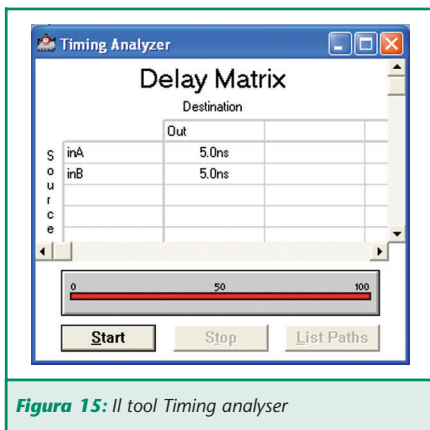 Timing Analyzer
Delay Matrix
Destination
Out
Source
inA 5.0ns
inB 5.0ns
0 50 100
Start Stop List Paths
Figura 15: Il tool Timing analyser